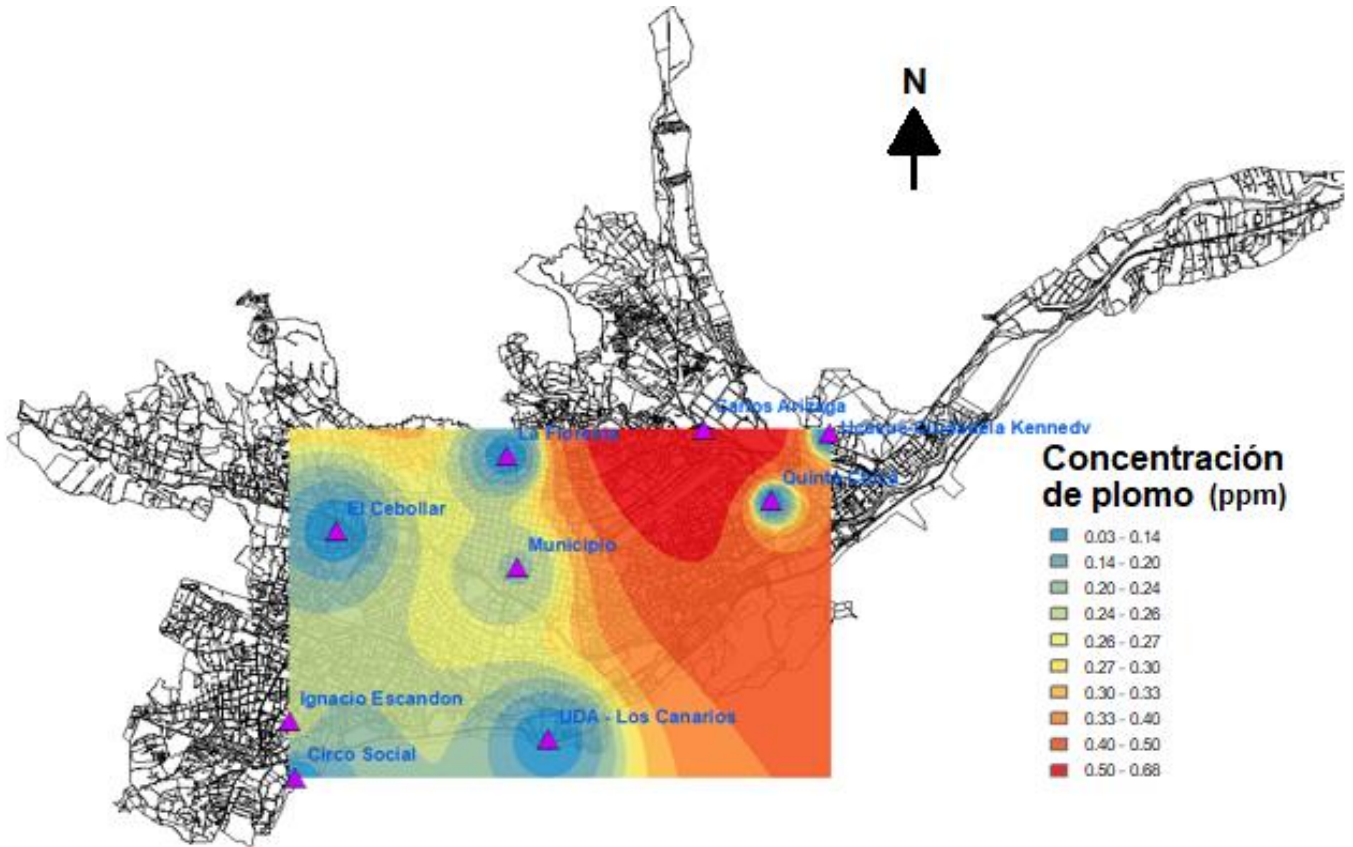 N
Carlos Arizaga
La Floresta
Kennedy
Concentración
de plomo (ppm)
Quinta Chica
El Cebollar
0.03 - 0.14
Municipio
0.14 - 0.20
0.20 - 0.24
0.24 - 0.26
0.26 - 0.27
0.27 - 0.30
Ignacio Escandon
0.30 - 0.33
UDA - Los Canarios
0.33 - 0.40
Circo Social
0.40 - 0.50
0.50 - 0.68